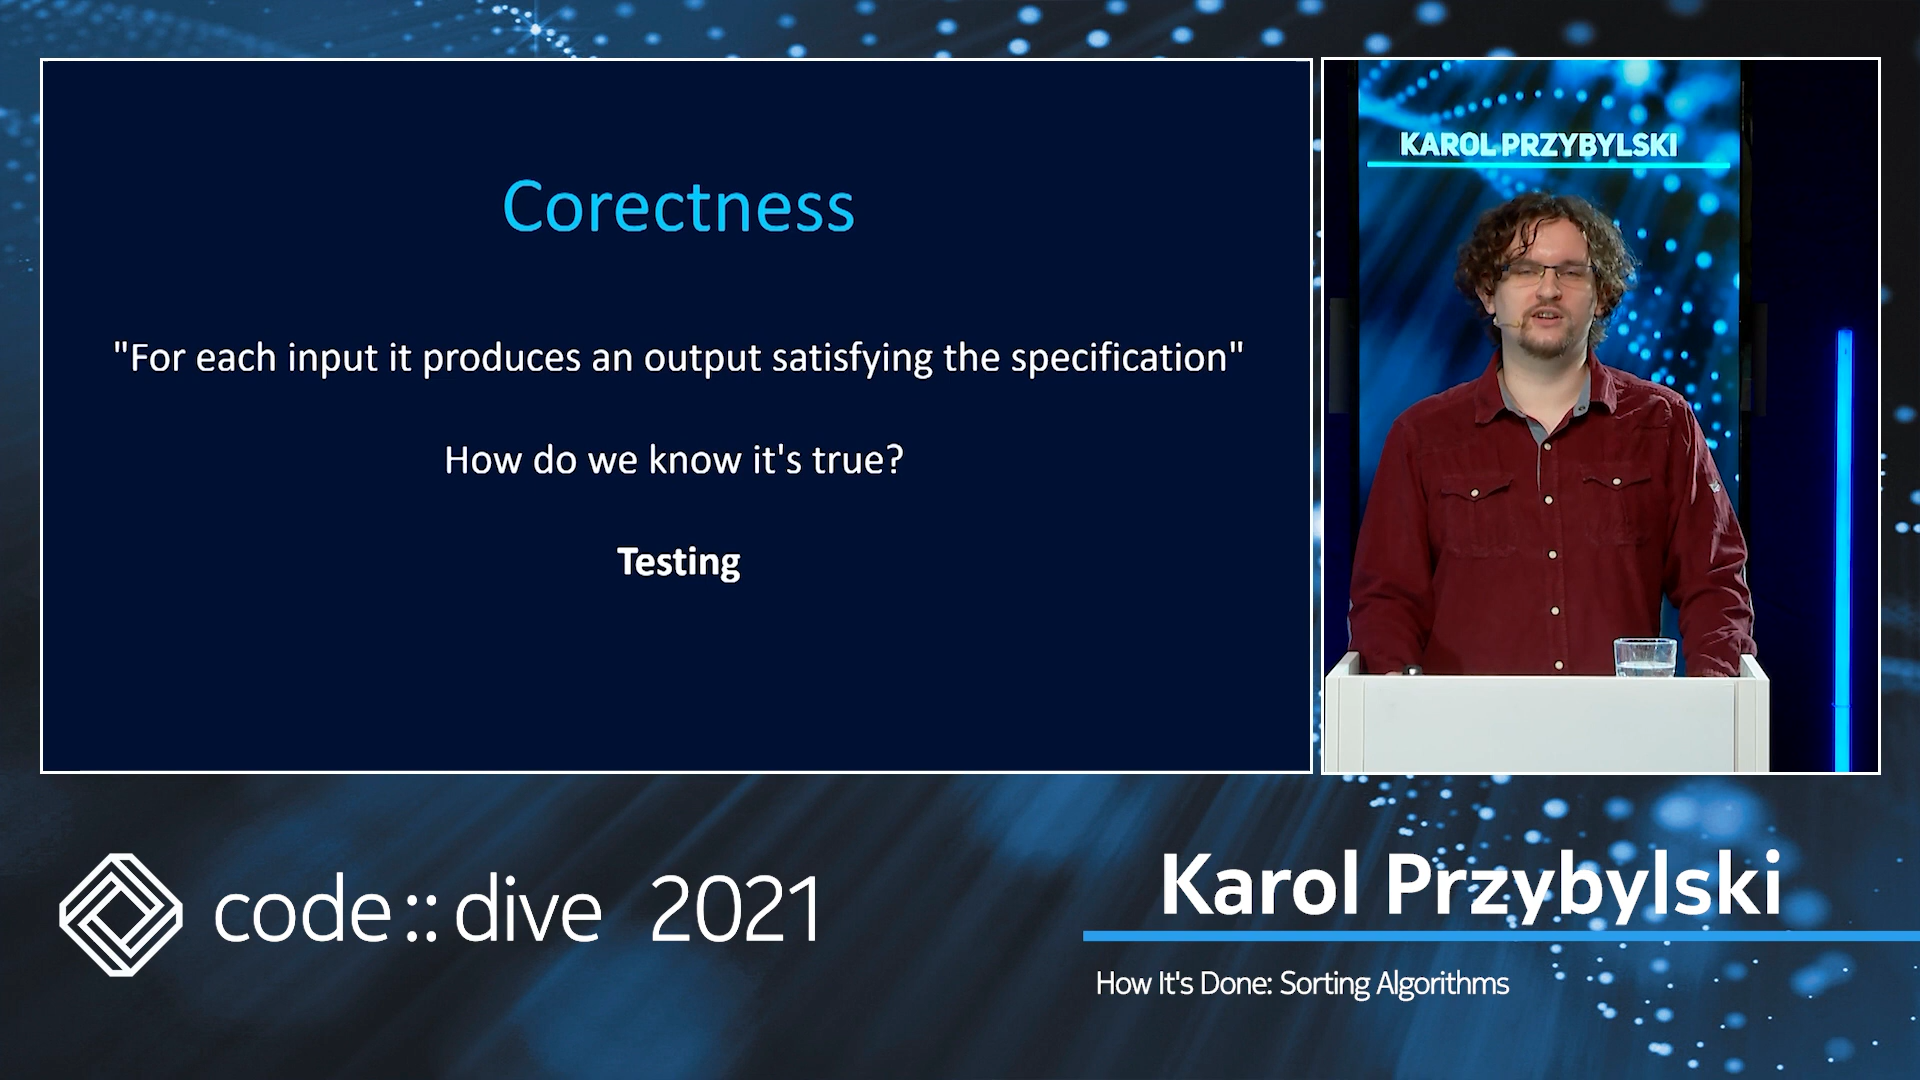 Corectness
"For each input it produces an output satisfying the specification"
How do we know it's true?
Testing
KAROL PRZYBYLSKI
code::dive 2021
Karol Przybylski
How It's Done: Sorting Algorithms